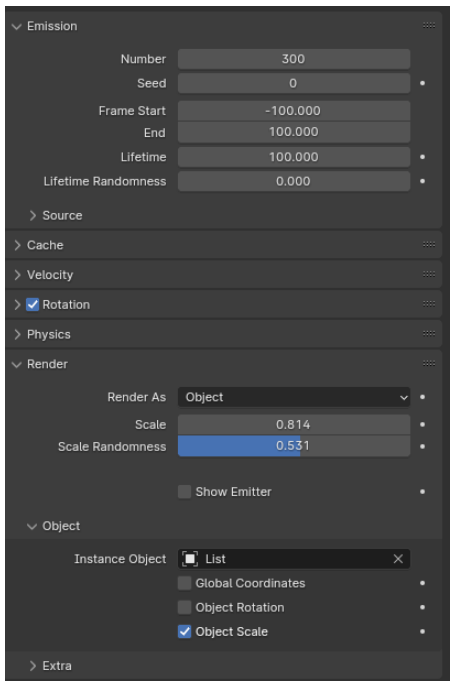 Emission
Number 300
Seed 0
Frame Start -100.000
End 100.000
Lifetime 100.000
Lifetime Randomness 0.000
Source
Cache
Velocity
Rotation
Physics
Render
Render As Object
Scale 0.814
Scale Randomness 0.531
Show Emitter
Object
Instance Object List
Global Coordinates
Object Rotation
Object Scale
Extra